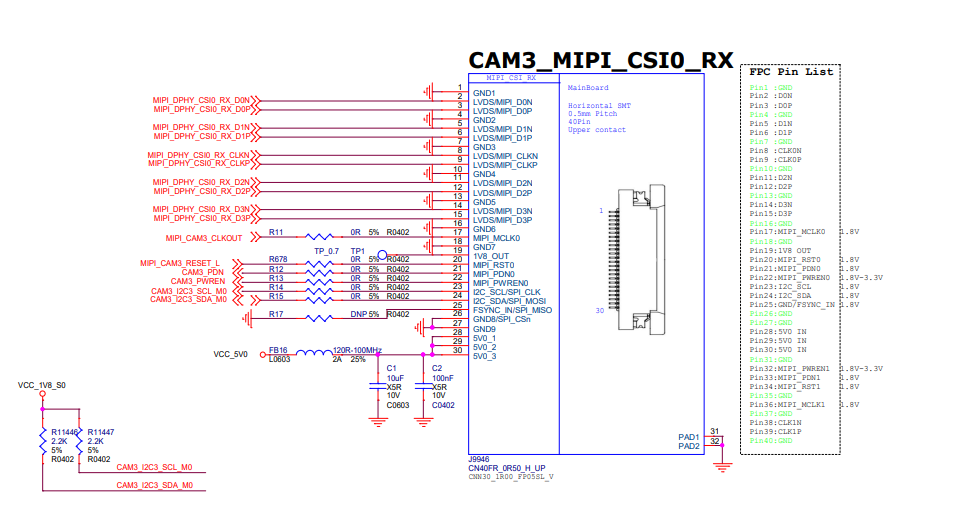 CAM3_MIPI_CSI0_RX
MIPI_CSI_RX
MainBoard
Horizontal SMT
0.5mm Pitch
40Pin
Upper contact
1
30
1 GND1
MIPI_DPHY_CSI0_RX_D0N 2 LVDS/MIPI_D0N
MIPI_DPHY_CSI0_RX_D0P 3 LVDS/MIPI_D0P
4 GND2
MIPI_DPHY_CSI0_RX_D1N 5 LVDS/MIPI_D1N
MIPI_DPHY_CSI0_RX_D1P 6 LVDS/MIPI_D1P
7 GND3
MIPI_DPHY_CSI0_RX_CLKN 8 LVDS/MIPI_CLKN
MIPI_DPHY_CSI0_RX_CLKP 9 LVDS/MIPI_CLKP
10 GND4
MIPI_DPHY_CSI0_RX_D2N 11 LVDS/MIPI_D2N
MIPI_DPHY_CSI0_RX_D2P 12 LVDS/MIPI_D2P
13 GND5
MIPI_DPHY_CSI0_RX_D3N 14 LVDS/MIPI_D3N
MIPI_DPHY_CSI0_RX_D3P 15 LVDS/MIPI_D3P
16 GND6
MIPI_CAM3_CLKOUT R11 0R 5% R0402 17 MIPI_MCLK0
18 GND7
TP_0.7 TP1 19 1V8_OUT
MIPI_CAM3_RESET_L R678 0R 5% R0402 20 MIPI_RST0
CAM3_PDN R12 0R 5% R0402 21 MIPI_PDN0
CAM3_PWREN R13 0R 5% R0402 22 MIPI_PWREN0
CAM3_I2C3_SCL_M0 R14 0R 5% R0402 23 I2C_SCL/SPI_CLK
CAM3_I2C3_SDA_M0 R15 0R 5% R0402 24 I2C_SDA/SPI_MOSI
R17 DNP 5% R0402 25 FSYNC_IN/SPI_MISO
26 GND8/SPI_CSn
27 GND9
28 5V0_1
29 5V0_2
30 5V0_3
VCC_5V0 FB16 120R-100MHz
L0603 2A 25%
C1 C2
10uF 100nF
X5R X5R
10V 10V
C0603 C0402
VCC_1V8_S0
R11446 R11447
2.2K 2.2K
5% 5%
R0402 R0402
CAM3_I2C3_SCL_M0
CAM3_I2C3_SDA_M0
PAD1 31
PAD2 32
J9946
CN40FR_0R50_H_UP
CNN30_1R00_FP05SL_V
FPC Pin List
Pin1 :GND
Pin2 :D0N
Pin3 :D0P
Pin4 :GND
Pin5 :D1N
Pin6 :D1P
Pin7 :GND
Pin8 :CLK0N
Pin9 :CLK0P
Pin10:GND
Pin11:D2N
Pin12:D2P
Pin13:GND
Pin14:D3N
Pin15:D3P
Pin16:GND
Pin17:MIPI_MCLK0 1.8V
Pin18:GND
Pin19:1V8 OUT
Pin20:MIPI_RST0 1.8V
Pin21:MIPI_PDN0 1.8V
Pin22:MIPI_PWREN0 1.8V-3.3V
Pin23:I2C_SCL 1.8V
Pin24:I2C_SDA 1.8V
Pin25:GND/FSYNC_IN 1.8V
Pin26:GND
Pin27:GND
Pin28:5V0 IN
Pin29:5V0 IN
Pin30:5V0 IN
Pin31:GND
Pin32:MIPI_PWREN1 1.8V-3.3V
Pin33:MIPI_PDN1 1.8V
Pin34:MIPI_RST1 1.8V
Pin35:GND
Pin36:MIPI_MCLK1 1.8V
Pin37:GND
Pin38:CLK1N
Pin39:CLK1P
Pin40:GND